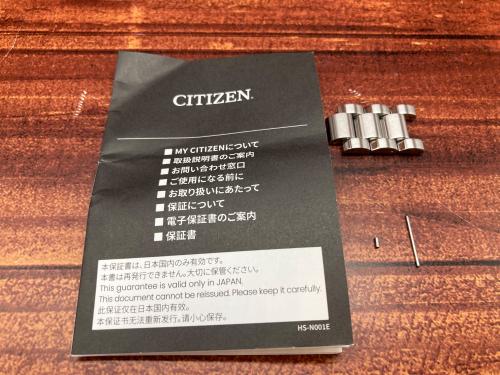 CITIZEN
■ MY CITIZENについて
■ 取扱説明書のご案内
■ お問い合わせ窓口
■ ご使用になる前に
■ お取り扱いにあたって
■ 保証について
■ 電子保証書のご案内
■ 保証書
本保証書は、日本国内のみ有効です。
本書は再発行できません。大切に保管ください。
This guarantee is valid only in JAPAN.
This document cannot be reissued. Please keep it carefully.
此保证仅在日本国内有效。
本保证书无法重新发行。请小心保存。
HS-N001E